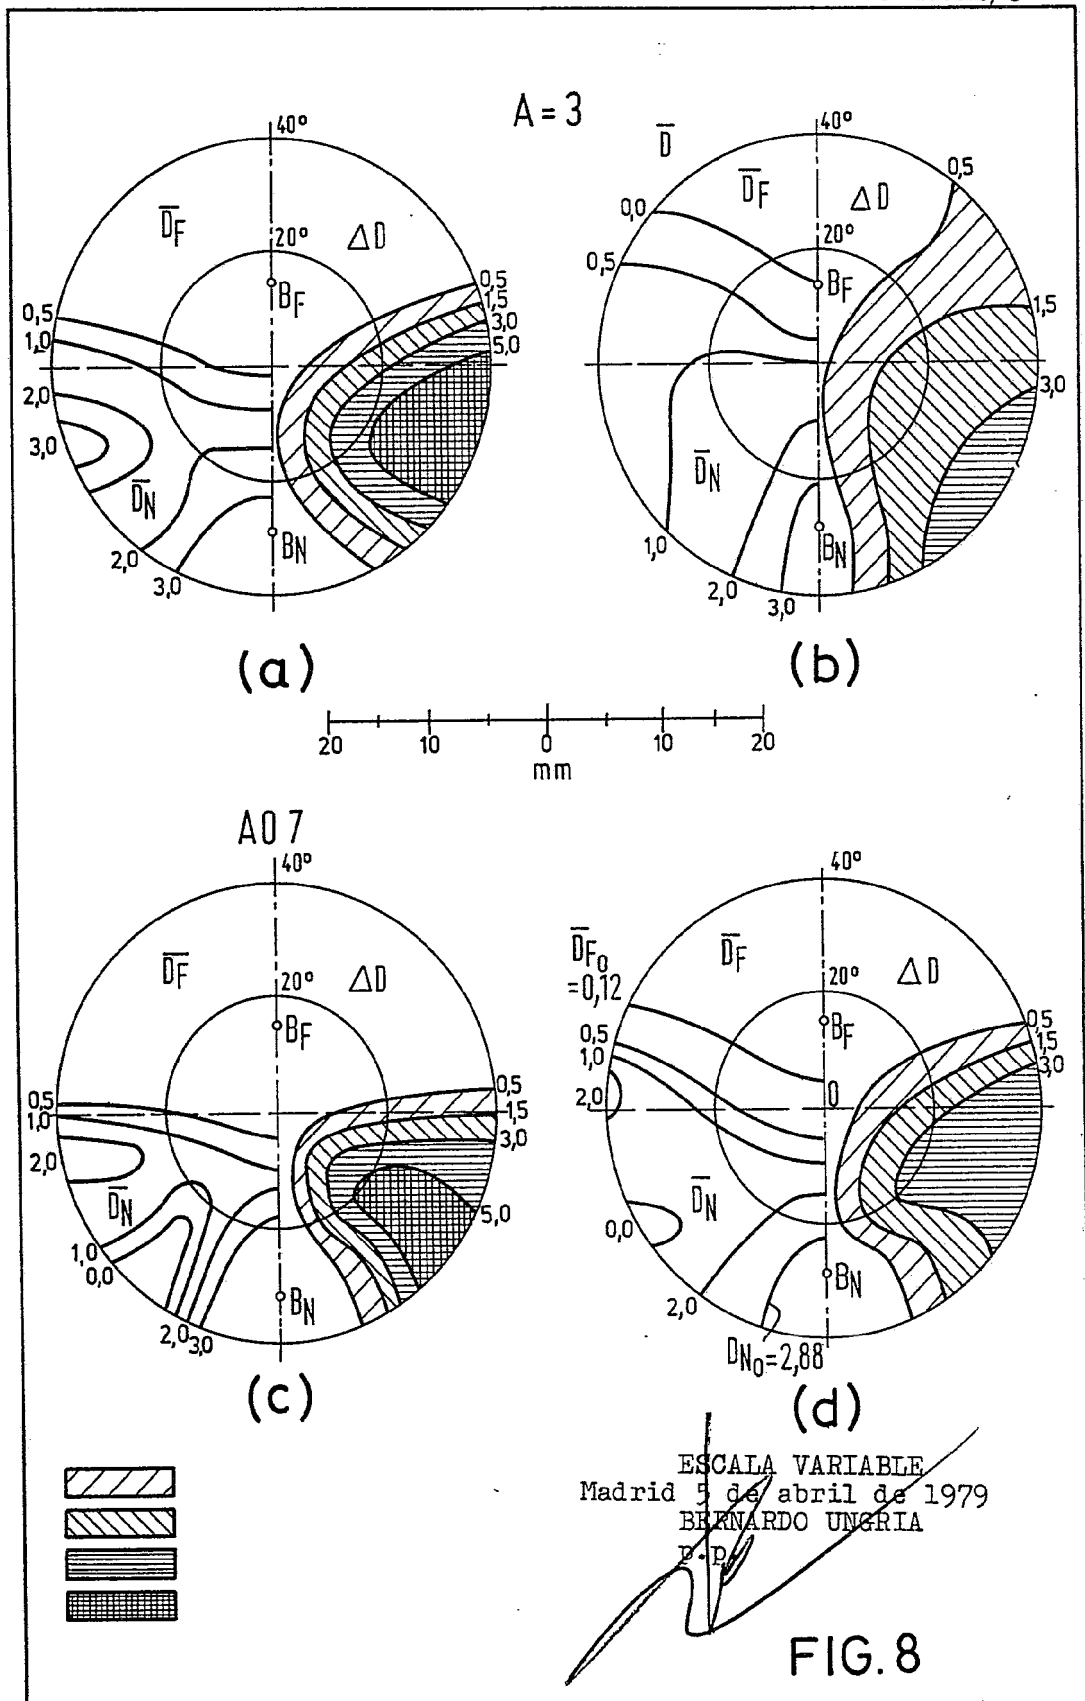 A=3
40°
D̅F
ΔD
20°
BF
0,5
1,0
2,0
3,0
D̅N
2,0
3,0
BN
0,5
1,5
3,0
5,0
(a)
40°
D̅
D̅F
ΔD
20°
BF
0,0
0,5
D̅N
1,0
2,0
3,0
BN
0,5
1,5
3,0
(b)
20 10 0 10 20
mm
AO 7
40°
D̅F
ΔD
20°
BF
0,5
1,0
2,0
D̅N
1,0
0,0
2,0
3,0
BN
0,5
1,5
3,0
5,0
(c)
40°
D̅F0
=0,12
D̅F
ΔD
20°
BF
0
0,5
1,0
2,0
0,0
D̅N
2,0
DN0=2,88
BN
0,5
1,5
3,0
(d)
ESCALA VARIABLE
Madrid 5 de abril de 1979
BERNARDO UNGRIA
p.p.
FIG. 8